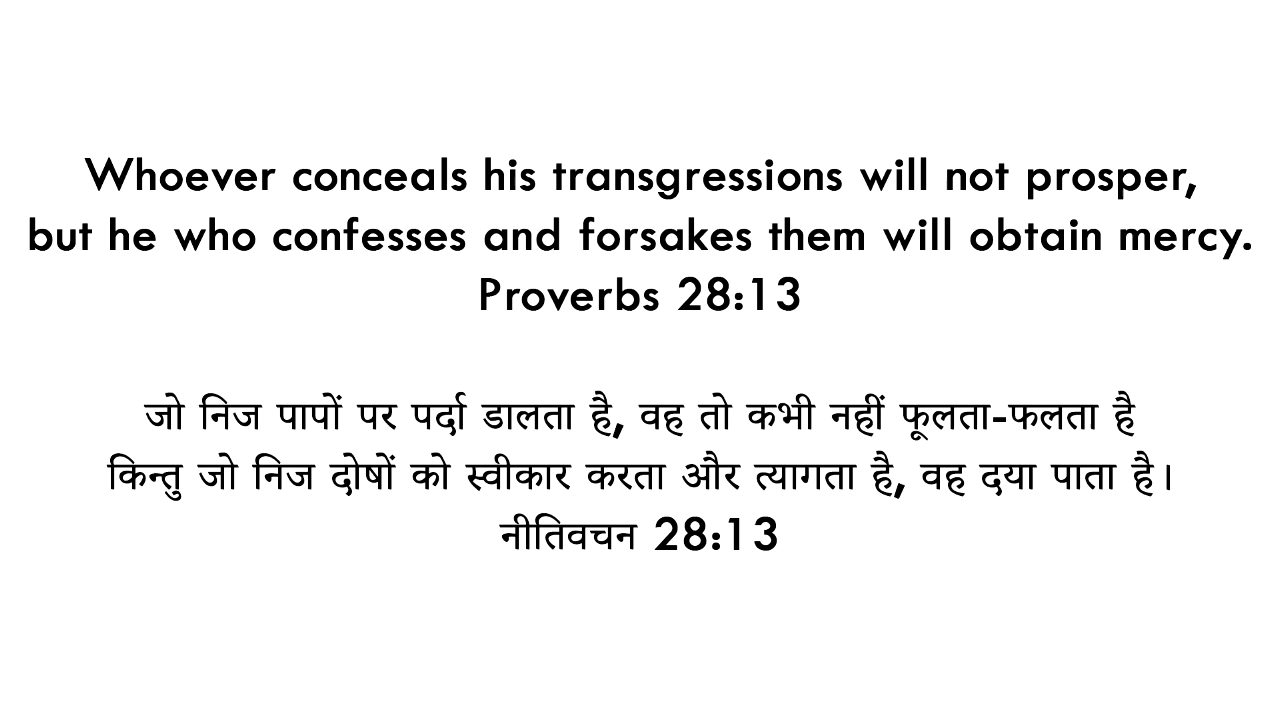 Whoever conceals his transgressions will not prosper,
but he who confesses and forsakes them will obtain mercy.
Proverbs 28:13
जो निज पापों पर पर्दा डालता है, वह तो कभी नहीं फूलता-फलता है
किन्तु जो निज दोषों को स्वीकार करता और त्यागता है, वह दया पाता है।
नीतिवचन 28:13